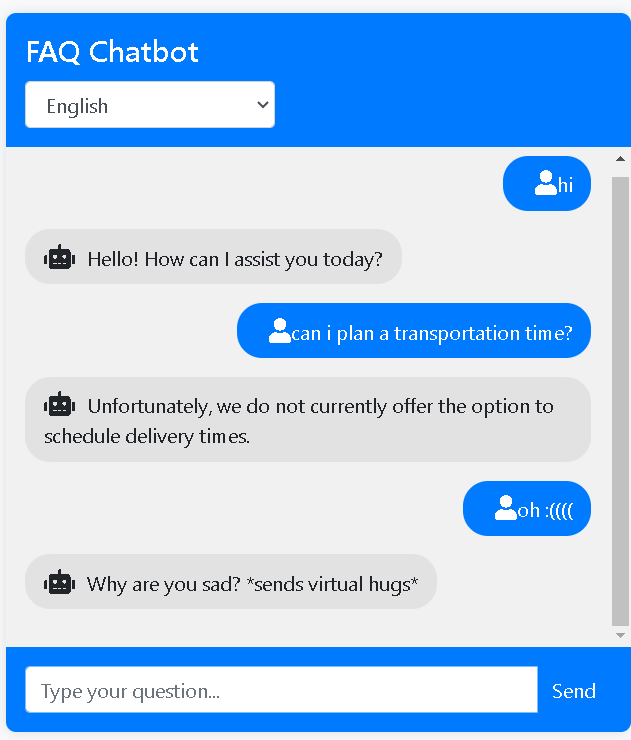 FAQ Chatbot
English
hi
Hello! How can I assist you today?
can i plan a transportation time?
Unfortunately, we do not currently offer the option to
schedule delivery times.
oh :((((
Why are you sad? *sends virtual hugs*
Type your question...
Send